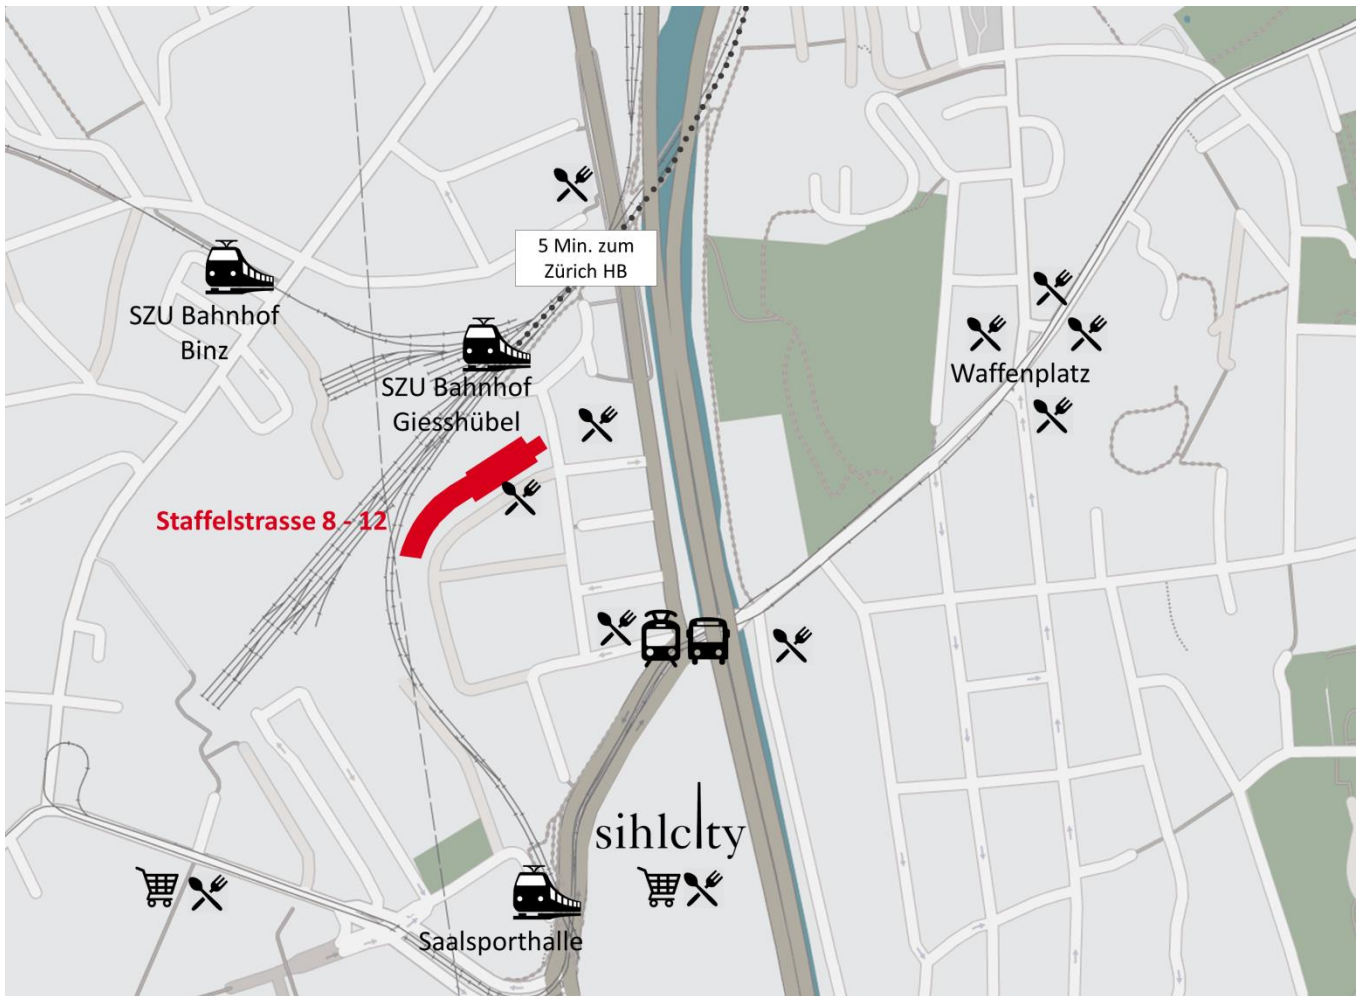 5 Min. zum
Zürich HB
SZU Bahnhof
Binz
SZU Bahnhof
Giesshübel
Waffenplatz
Staffelstrasse 8 - 12
sihlcity
Saalsporthalle